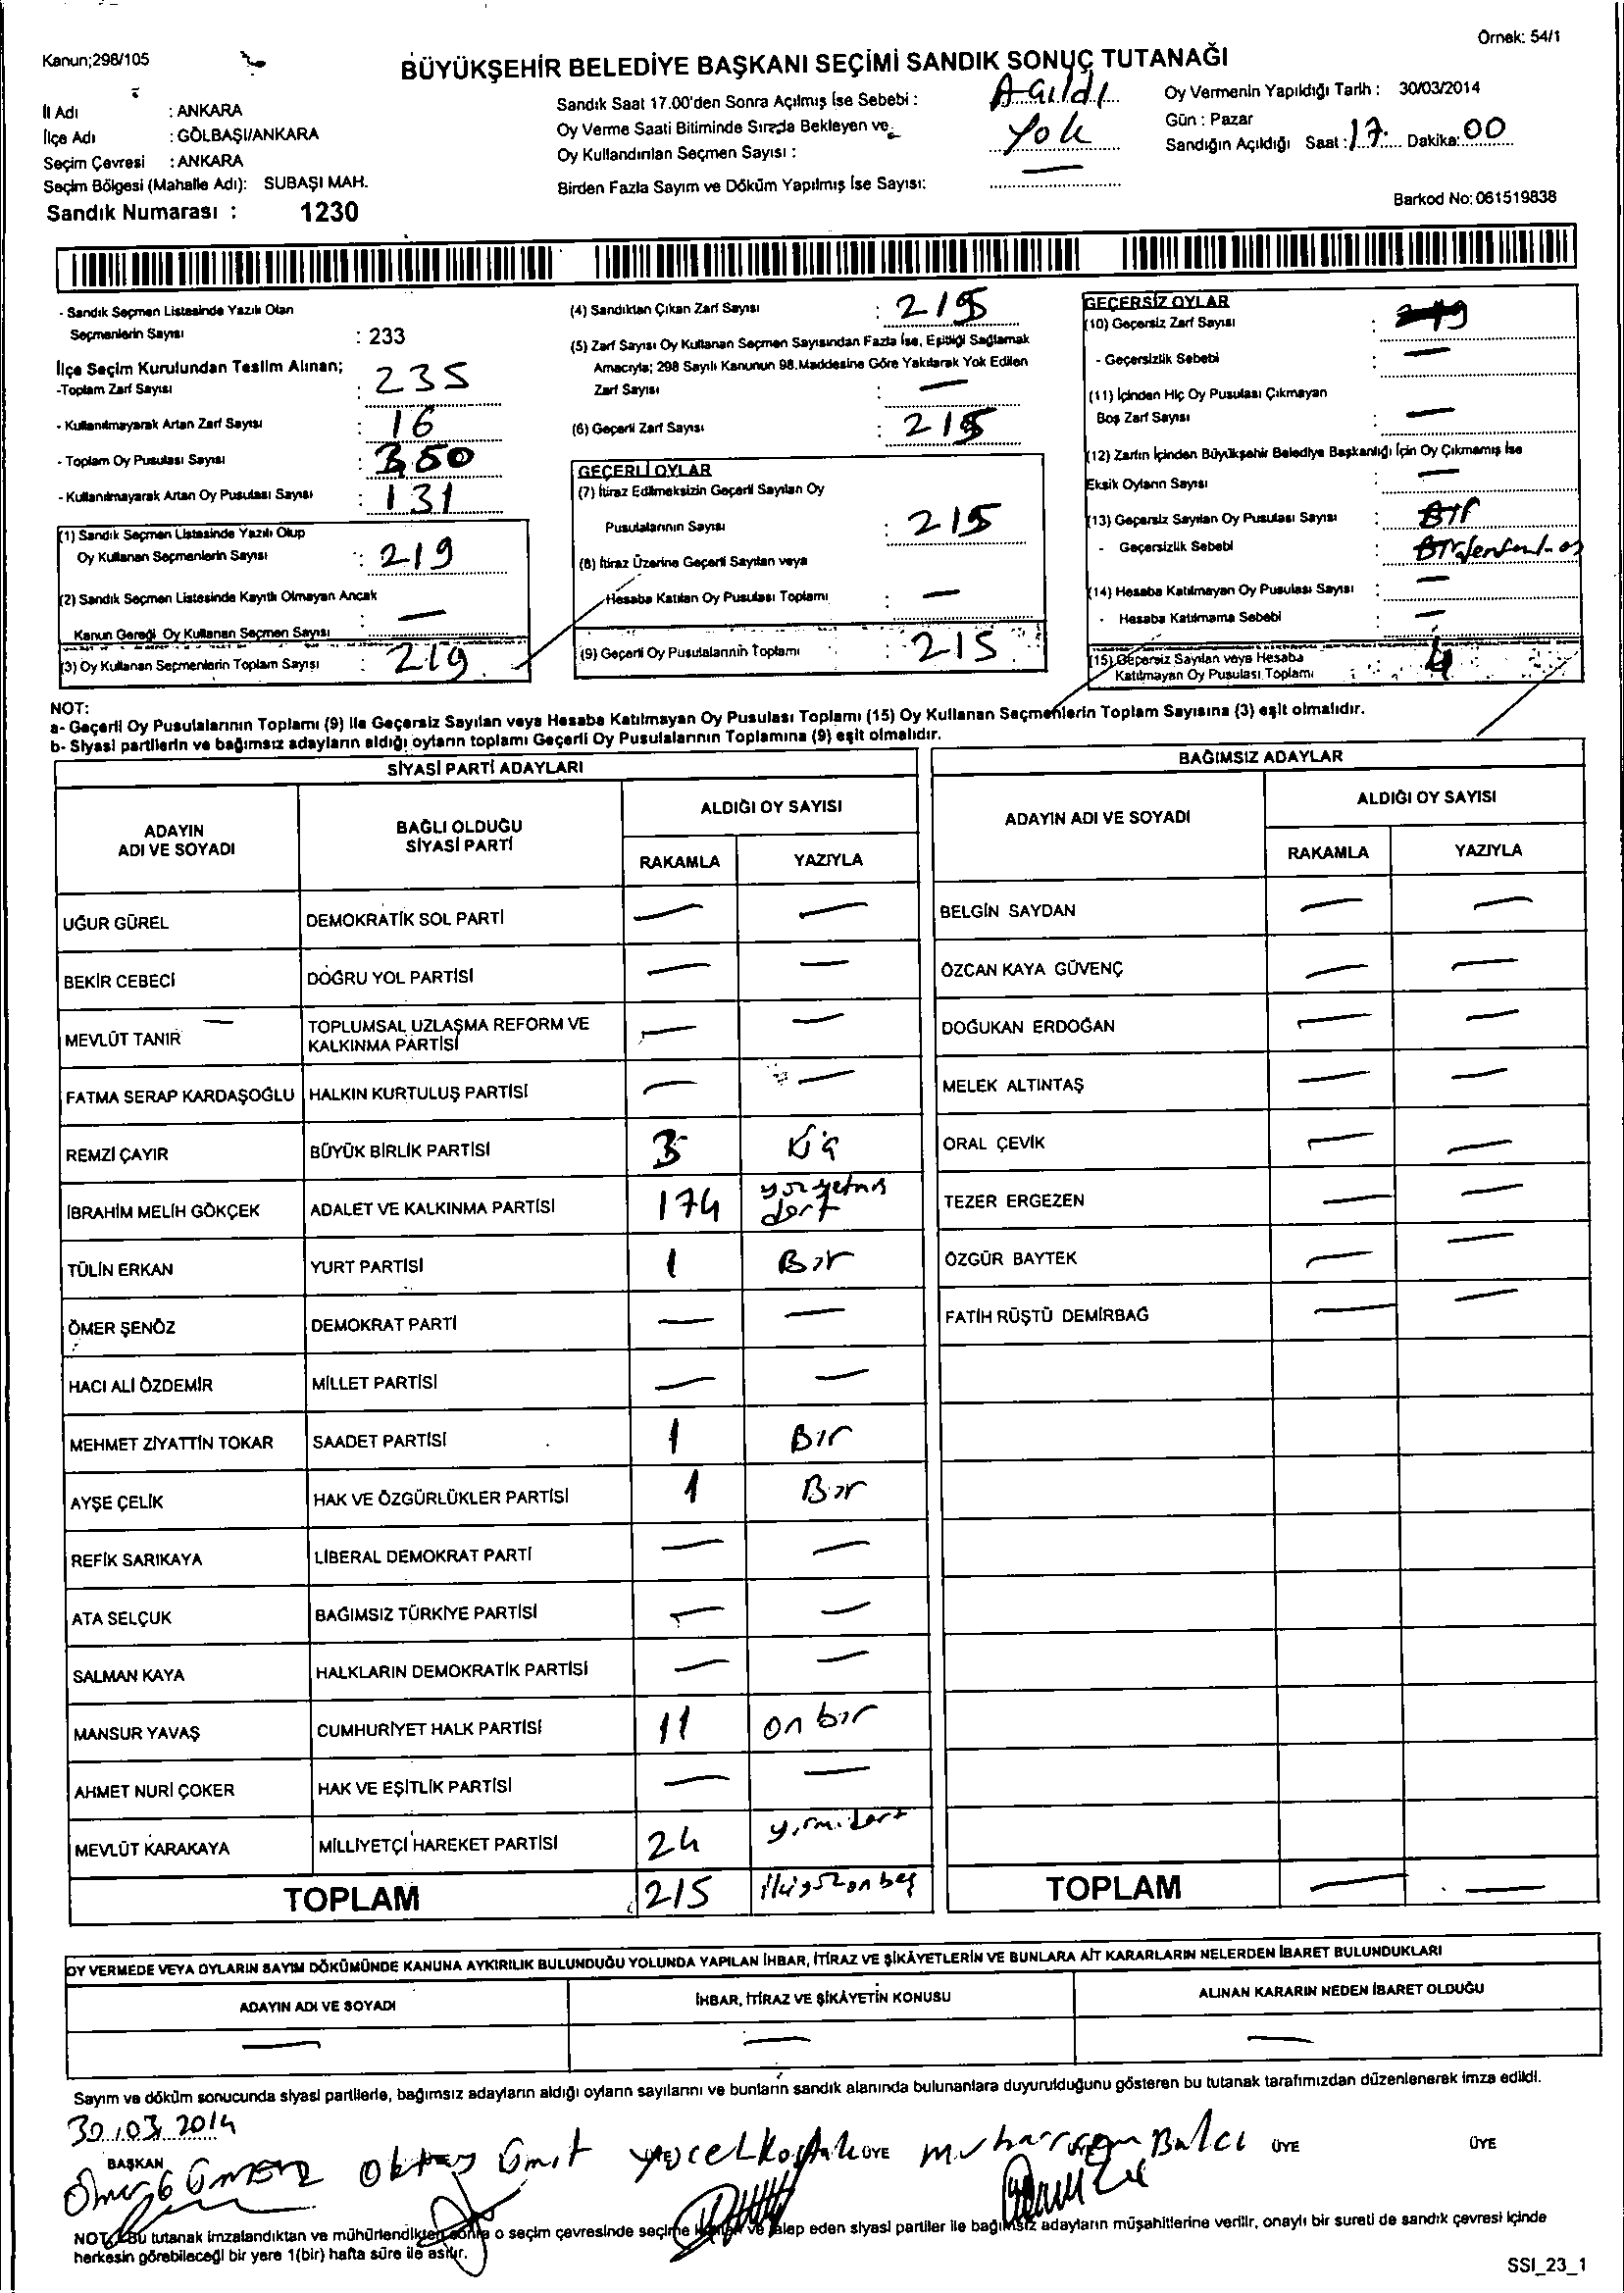 Örnek: 54/1
Kanun;298/105
BÜYÜKŞEHİR BELEDİYE BAŞKANI SEÇİMİ SANDIK SONUÇ TUTANAĞI
İl Adı : ANKARA
İlçe Adı : GÖLBAŞI/ANKARA
Seçim Çevresi : ANKARA
Seçim Bölgesi (Mahalle Adı): SUBAŞI MAH.
Sandık Numarası : 1230
Sandık Saat 17.00'den Sonra Açılmış İse Sebebi : Açıldı
Oy Verme Saati Bitiminde Sırada Bekleyen ve
Oy Kullandırılan Seçmen Sayısı : Yok
Birden Fazla Sayım ve Döküm Yapılmış İse Sayısı: —
Oy Vermenin Yapıldığı Tarih : 30/03/2014
Gün : Pazar
Sandığın Açıldığı Saat : 17 Dakika: 00
Barkod No: 061519838
- Sandık Seçmen Listesinde Yazılı Olan
Seçmenlerin Sayısı : 233
İlçe Seçim Kurulundan Teslim Alınan;
-Toplam Zarf Sayısı : 235
- Kullanılmayarak Artan Zarf Sayısı : 16
- Toplam Oy Pusulası Sayısı : 350
- Kullanılmayarak Artan Oy Pusulası Sayısı : 131
(1) Sandık Seçmen Listesinde Yazılı Olup
Oy Kullanan Seçmenlerin Sayısı : 219
(2) Sandık Seçmen Listesinde Kayıtlı Olmayan Ancak
Kanun Gereği Oy Kullanan Seçmen Sayısı —
(3) Oy Kullanan Seçmenlerin Toplam Sayısı : 219
(4) Sandıktan Çıkan Zarf Sayısı : 215
(5) Zarf Sayısı Oy Kullanan Seçmen Sayısından Fazla İse, Eşitliği Sağlamak
Amacıyla; 298 Sayılı Kanunun 98.Maddesine Göre Yakılarak Yok Edilen
Zarf Sayısı : —
(6) Geçerli Zarf Sayısı : 215
GEÇERLİ OYLAR
(7) İtiraz Edilmeksizin Geçerli Sayılan Oy
Pusulalarının Sayısı : 215
(8) İtiraz Üzerine Geçerli Sayılan veya
Hesaba Katılan Oy Pusulası Toplamı : —
(9) Geçerli Oy Pusulalarının Toplamı : 215
GEÇERSİZ OYLAR
(10) Geçersiz Zarf Sayısı :
- Geçersizlik Sebebi : —
(11) İçinden Hiç Oy Pusulası Çıkmayan
Boş Zarf Sayısı : —
(12) Zarfın İçinden Büyükşehir Belediye Başkanlığı İçin Oy Çıkmamış İse
Eksik Oyların Sayısı : —
(13) Geçersiz Sayılan Oy Pusulası Sayısı :
- Geçersizlik Sebebi :
(14) Hesaba Katılmayan Oy Pusulası Sayısı : —
- Hesaba Katılmama Sebebi : —
(15) Geçersiz Sayılan veya Hesaba
Katılmayan Oy Pusulası Toplamı : 4
NOT:
a- Geçerli Oy Pusulalarının Toplamı (9) ile Geçersiz Sayılan veya Hesaba Katılmayan Oy Pusulası Toplamı (15) Oy Kullanan Seçmenlerin Toplam Sayısına (3) eşit olmalıdır.
b- Siyasi partilerin ve bağımsız adayların aldığı oyların toplamı Geçerli Oy Pusulalarının Toplamına (9) eşit olmalıdır.
SİYASİ PARTİ ADAYLARI
ADAYIN ADI VE SOYADI BAĞLI OLDUĞU SİYASİ PARTİ ALDIĞI OY SAYISI
RAKAMLA YAZIYLA
UĞUR GÜREL DEMOKRATİK SOL PARTİ — —
BEKİR CEBECİ DOĞRU YOL PARTİSİ — —
MEVLÜT TANIR TOPLUMSAL UZLAŞMA REFORM VE KALKINMA PARTİSİ — —
FATMA SERAP KARDAŞOĞLU HALKIN KURTULUŞ PARTİSİ — —
REMZİ ÇAYIR BÜYÜK BİRLİK PARTİSİ 3 üç
İBRAHİM MELİH GÖKÇEK ADALET VE KALKINMA PARTİSİ 174 yüzyetmiş dört
TÜLİN ERKAN YURT PARTİSİ 1 Bir
ÖMER ŞENÖZ DEMOKRAT PARTİ — —
HACI ALİ ÖZDEMİR MİLLET PARTİSİ — —
MEHMET ZİYATTİN TOKAR SAADET PARTİSİ 1 Bir
AYŞE ÇELİK HAK VE ÖZGÜRLÜKLER PARTİSİ 1 Bir
REFİK SARIKAYA LİBERAL DEMOKRAT PARTİ — —
ATA SELÇUK BAĞIMSIZ TÜRKİYE PARTİSİ — —
SALMAN KAYA HALKLARIN DEMOKRATİK PARTİSİ — —
MANSUR YAVAŞ CUMHURİYET HALK PARTİSİ 11 on bir
AHMET NURİ ÇOKER HAK VE EŞİTLİK PARTİSİ — —
MEVLÜT KARAKAYA MİLLİYETÇİ HAREKET PARTİSİ 24 yirmidört
TOPLAM 215 ikiyüzonbeş
BAĞIMSIZ ADAYLAR
ADAYIN ADI VE SOYADI ALDIĞI OY SAYISI
RAKAMLA YAZIYLA
BELGİN SAYDAN — —
ÖZCAN KAYA GÜVENÇ — —
DOĞUKAN ERDOĞAN — —
MELEK ALTINTAŞ — —
ORAL ÇEVİK — —
TEZER ERGEZEN — —
ÖZGÜR BAYTEK — —
FATİH RÜŞTÜ DEMİRBAĞ — —
TOPLAM — —
OY VERMEDE VEYA OYLARIN SAYIM DÖKÜMÜNDE KANUNA AYKIRILIK BULUNDUĞU YOLUNDA YAPILAN İHBAR, İTİRAZ VE ŞİKÂYETLERİN VE BUNLARA AİT KARARLARIN NELERDEN İBARET BULUNDUKLARI
ADAYIN ADI VE SOYADI İHBAR, İTİRAZ VE ŞİKÂYETİN KONUSU ALINAN KARARIN NEDEN İBARET OLDUĞU
— — —
Sayım ve döküm sonucunda siyasi partilerle, bağımsız adayların aldığı oyların sayılarını ve bunların sandık alanında bulunanlara duyurulduğunu gösteren bu tutanak tarafımızdan düzenlenerek imza edildi.
30.03.2014
BAŞKAN Oktay Ümit ÜYE Muharrem Balcı ÜYE ÜYE
NOT: Bu tutanak imzalandıktan ve mühürlendikten sonra o seçim çevresinde seçime katılan ve talep eden siyasi partiler ile bağımsız adayların müşahitlerine verilir, onaylı bir sureti de sandık çevresi içinde
herkesin görebileceği bir yere 1(bir) hafta süre ile asılır.
SSI_23_1